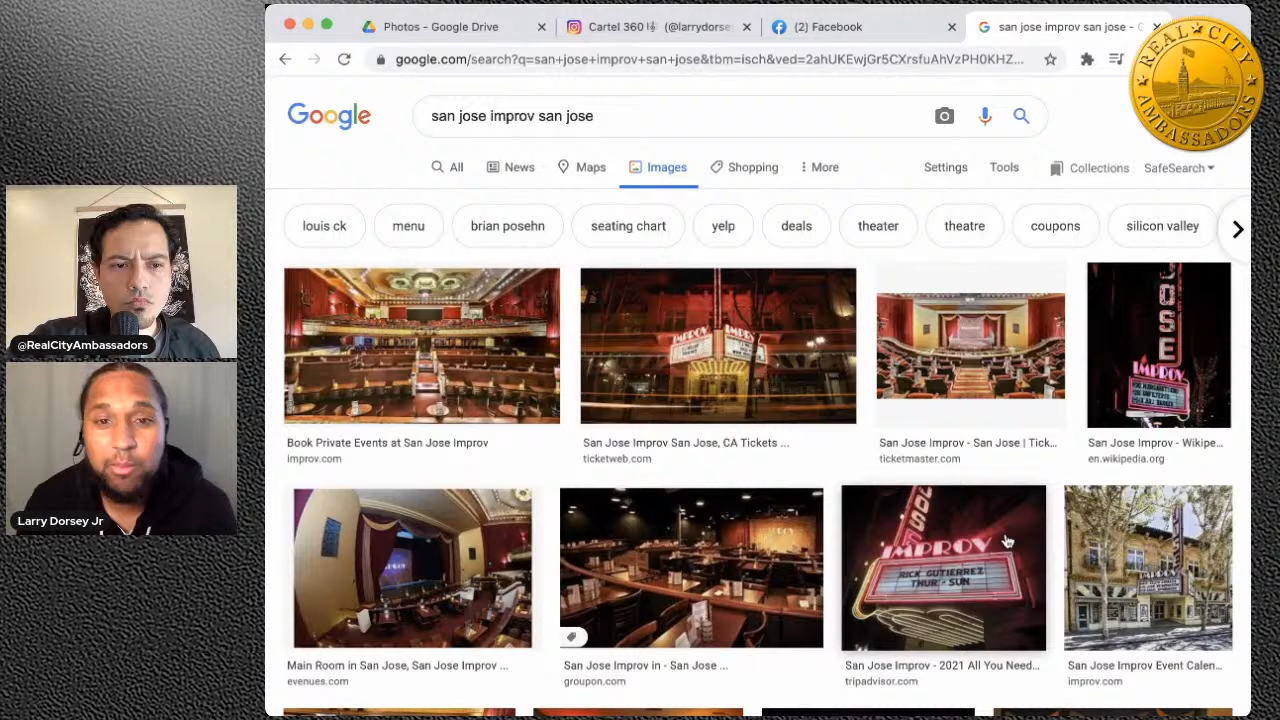 Photos – Google Drive
Cartel 360 (@larrydorse
(2) Facebook
san jose improv san jose - G
google.com/search?q=san+jose+improv+san+jose&tbm=isch&ved=2ahUKEwjGr5CXrsfuAhVzPH0KHZ...
REAL CITY
AMBASSADORS
Google
san jose improv san jose
All
News
Maps
Images
Shopping
More
Settings
Tools
Collections
SafeSearch
louis ck
menu
brian posehn
seating chart
yelp
deals
theater
theatre
coupons
silicon valley
@RealCityAmbassadors
IMPROV
IMPROV
JOSE
IMPROV
Book Private Events at San Jose Improv
improv.com
San Jose Improv San Jose, CA Tickets ...
ticketweb.com
San Jose Improv - San Jose | Tick...
ticketmaster.com
San Jose Improv - Wikipe...
en.wikipedia.org
Larry Dorsey Jr
IMPROV
JOSE
IMPROV
RICK GUTIERREZ
THUR - SUN
IMPROV
Main Room in San Jose, San Jose Improv ...
evenues.com
San Jose Improv in - San Jose ...
groupon.com
San Jose Improv - 2021 All You Need...
tripadvisor.com
San Jose Improv Event Calen...
improv.com